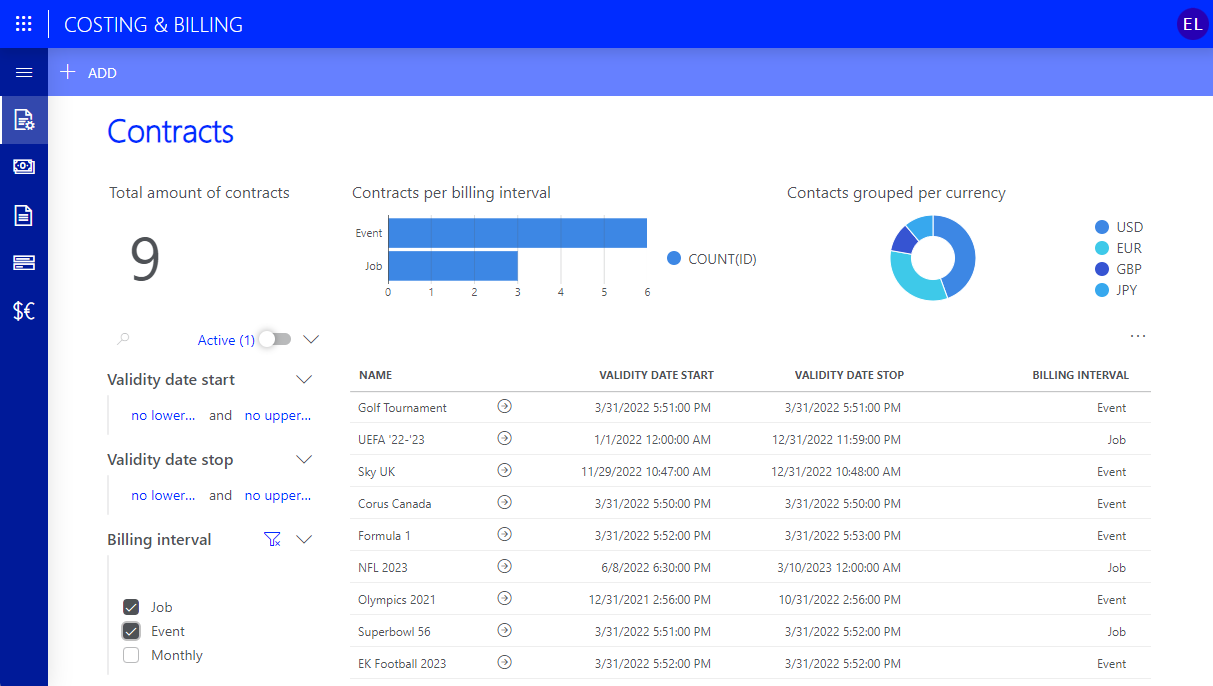 COSTING & BILLING
EL
ADD
Contracts
Total amount of contracts
9
Contracts per billing interval
Event
Job
0 1 2 3 4 5 6
COUNT(ID)
Contacts grouped per currency
USD
EUR
GBP
JPY
$€
Active (1)
Validity date start
no lower... and no upper...
Validity date stop
no lower... and no upper...
Billing interval
Job
Event
Monthly
...
NAME VALIDITY DATE START VALIDITY DATE STOP BILLING INTERVAL
Golf Tournament 3/31/2022 5:51:00 PM 3/31/2022 5:51:00 PM Event
UEFA '22-'23 1/1/2022 12:00:00 AM 12/31/2022 11:59:00 PM Job
Sky UK 11/29/2022 10:47:00 AM 12/31/2022 10:48:00 AM Event
Corus Canada 3/31/2022 5:50:00 PM 3/31/2022 5:50:00 PM Event
Formula 1 3/31/2022 5:52:00 PM 3/31/2022 5:53:00 PM Event
NFL 2023 6/8/2022 6:30:00 PM 3/10/2023 12:00:00 AM Job
Olympics 2021 12/31/2021 2:56:00 PM 10/31/2022 2:56:00 PM Event
Superbowl 56 3/31/2022 5:51:00 PM 3/31/2022 5:52:00 PM Job
EK Football 2023 3/31/2022 5:52:00 PM 3/31/2022 5:52:00 PM Event